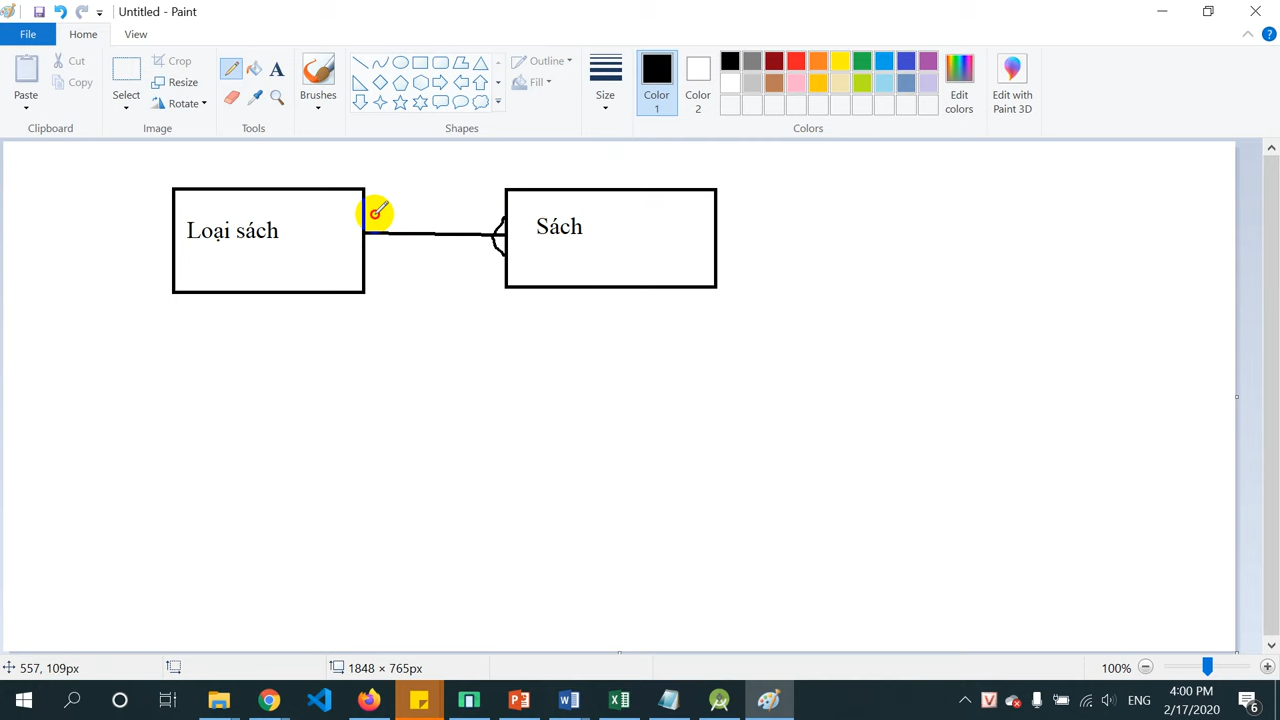 Untitled - Paint
File Home View
Paste
Cut
Copy
Clipboard
Select
Crop
Resize
Rotate
Image
A
Tools
Brushes
Outline
Fill
Shapes
Size
Color 1
Color 2
Edit colors
Colors
Edit with Paint 3D
Loại sách
Sách
557, 109px
1848 × 765px
100%
V
ENG
4:00 PM
2/17/2020
6